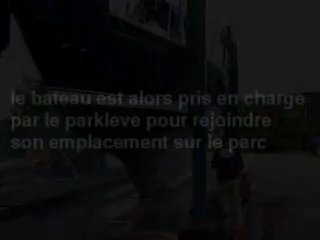 le bateau est alors pris en charge
par le parkleve pour rejoindre
son emplacement sur le parc